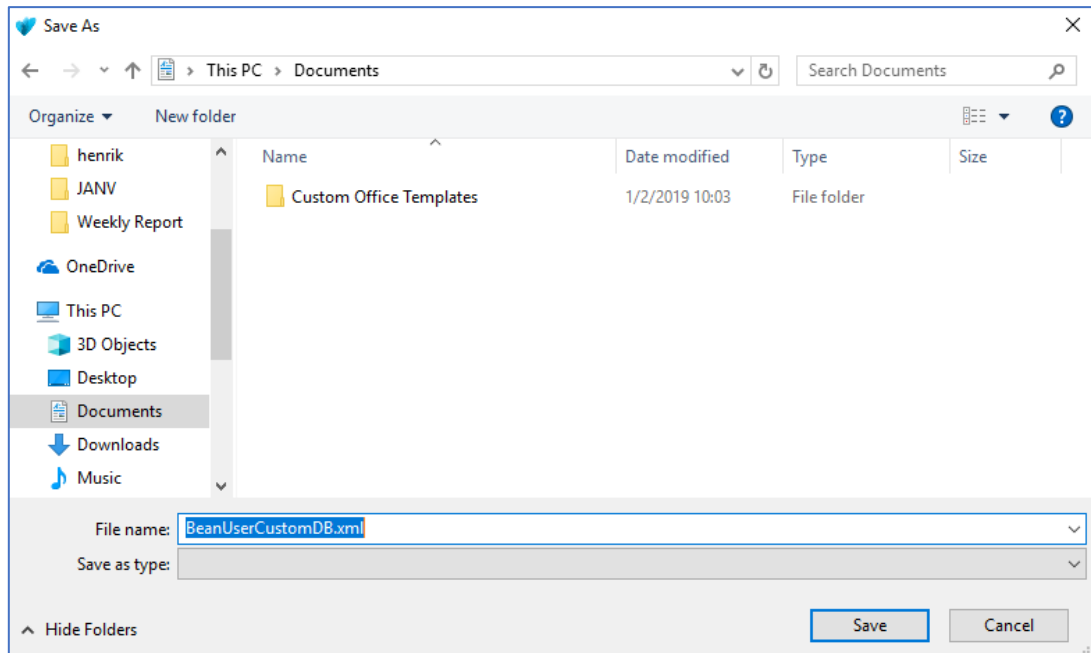 Save As
This PC > Documents
Search Documents
Organize
New folder
henrik
JANV
Weekly Report
OneDrive
This PC
3D Objects
Desktop
Documents
Downloads
Music
Name
Date modified
Type
Size
Custom Office Templates
1/2/2019 10:03
File folder
File name:
BeanUserCustomDB.xml
Save as type:
Hide Folders
Save
Cancel